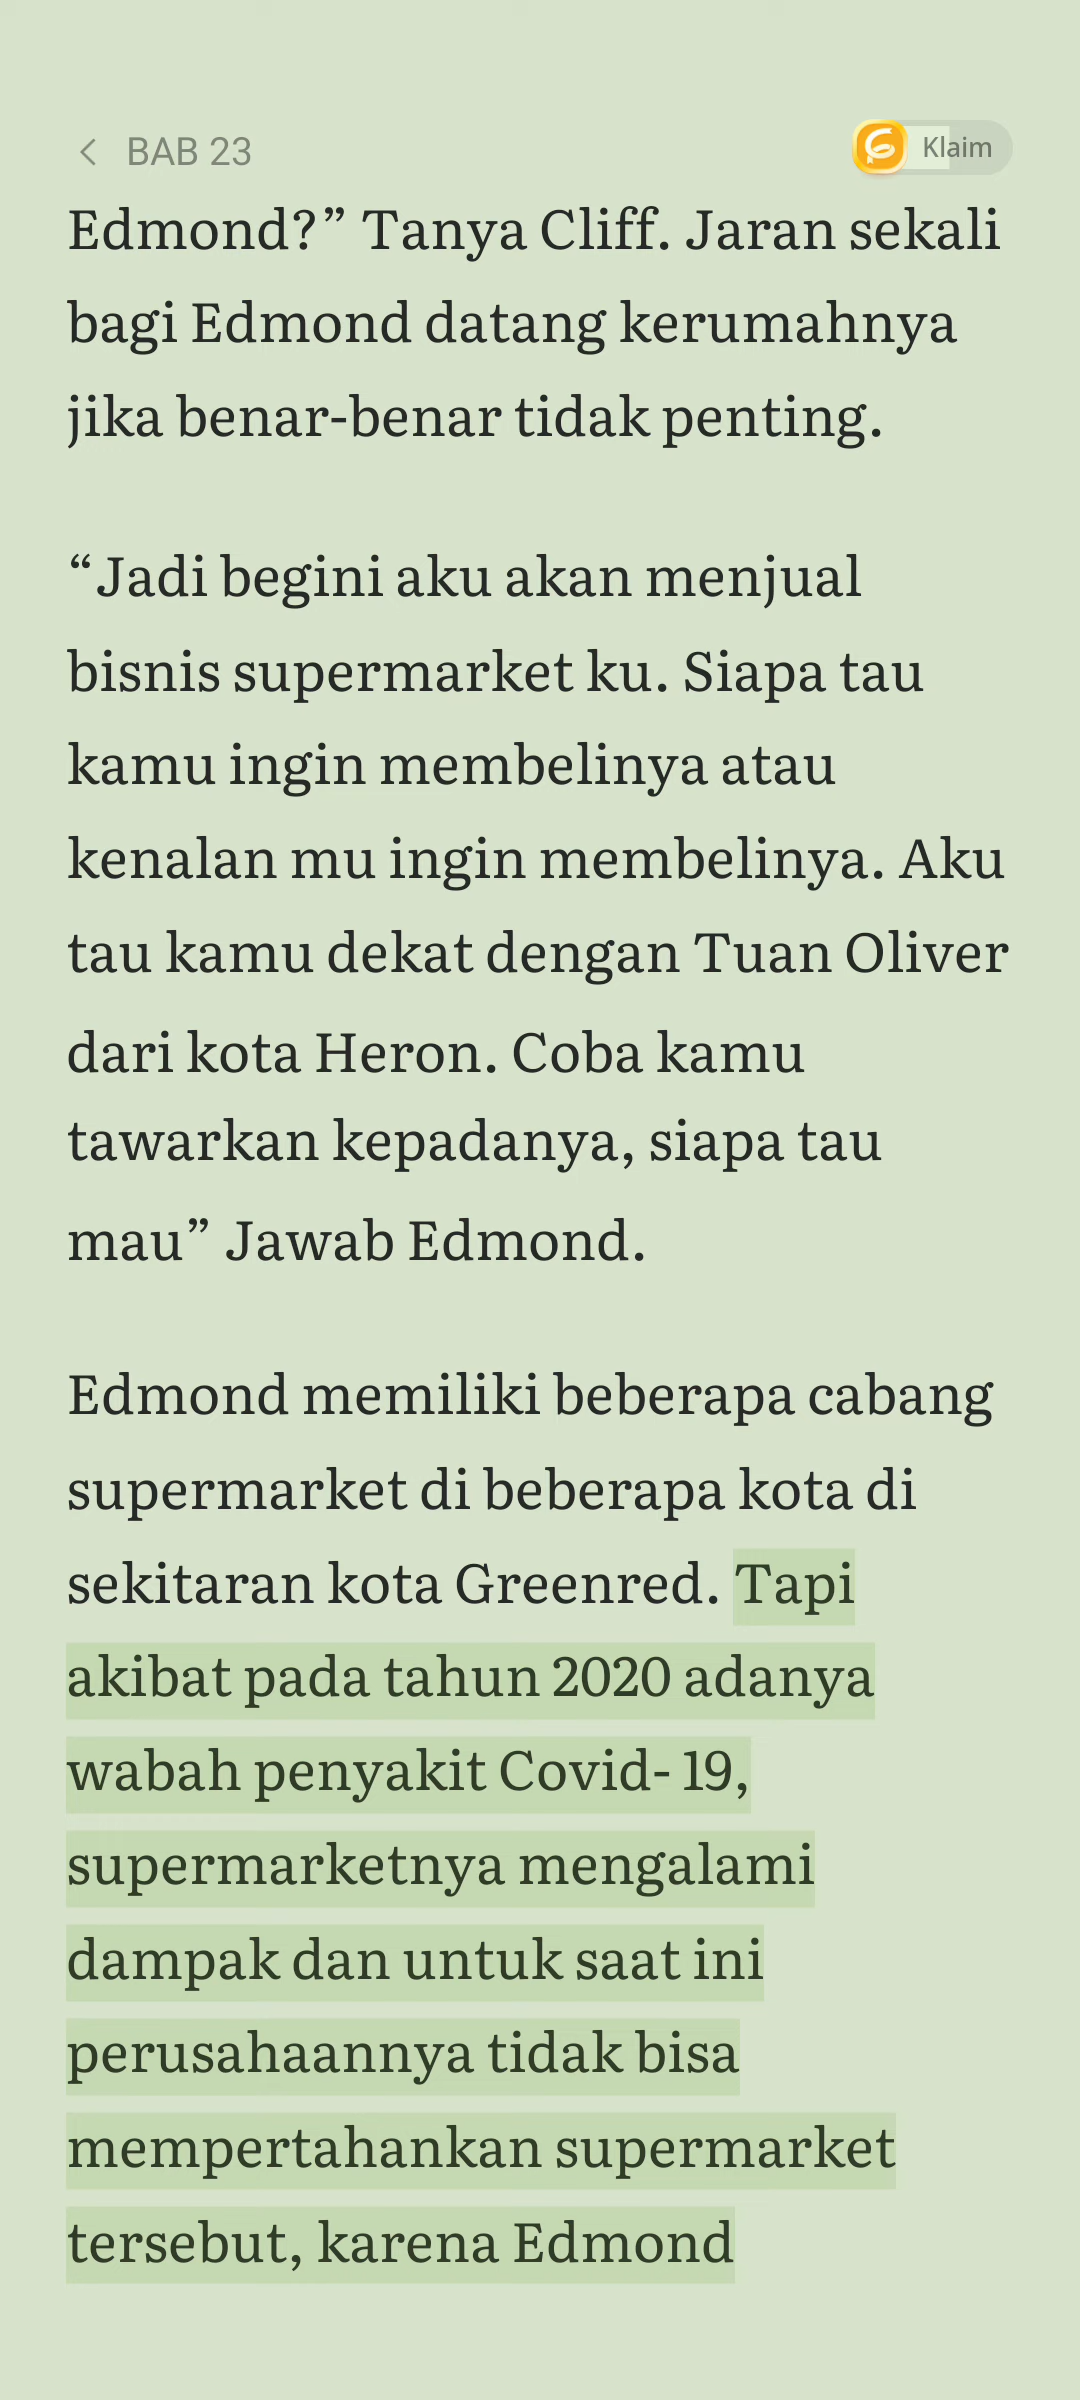 BAB 23
Klaim
Edmond?” Tanya Cliff. Jaran sekali
bagi Edmond datang kerumahnya
jika benar-benar tidak penting.
“Jadi begini aku akan menjual
bisnis supermarket ku. Siapa tau
kamu ingin membelinya atau
kenalan mu ingin membelinya. Aku
tau kamu dekat dengan Tuan Oliver
dari kota Heron. Coba kamu
tawarkan kepadanya, siapa tau
mau” Jawab Edmond.
Edmond memiliki beberapa cabang
supermarket di beberapa kota di
sekitaran kota Greenred. Tapi
akibat pada tahun 2020 adanya
wabah penyakit Covid- 19,
supermarketnya mengalami
dampak dan untuk saat ini
perusahaannya tidak bisa
mempertahankan supermarket
tersebut, karena Edmond